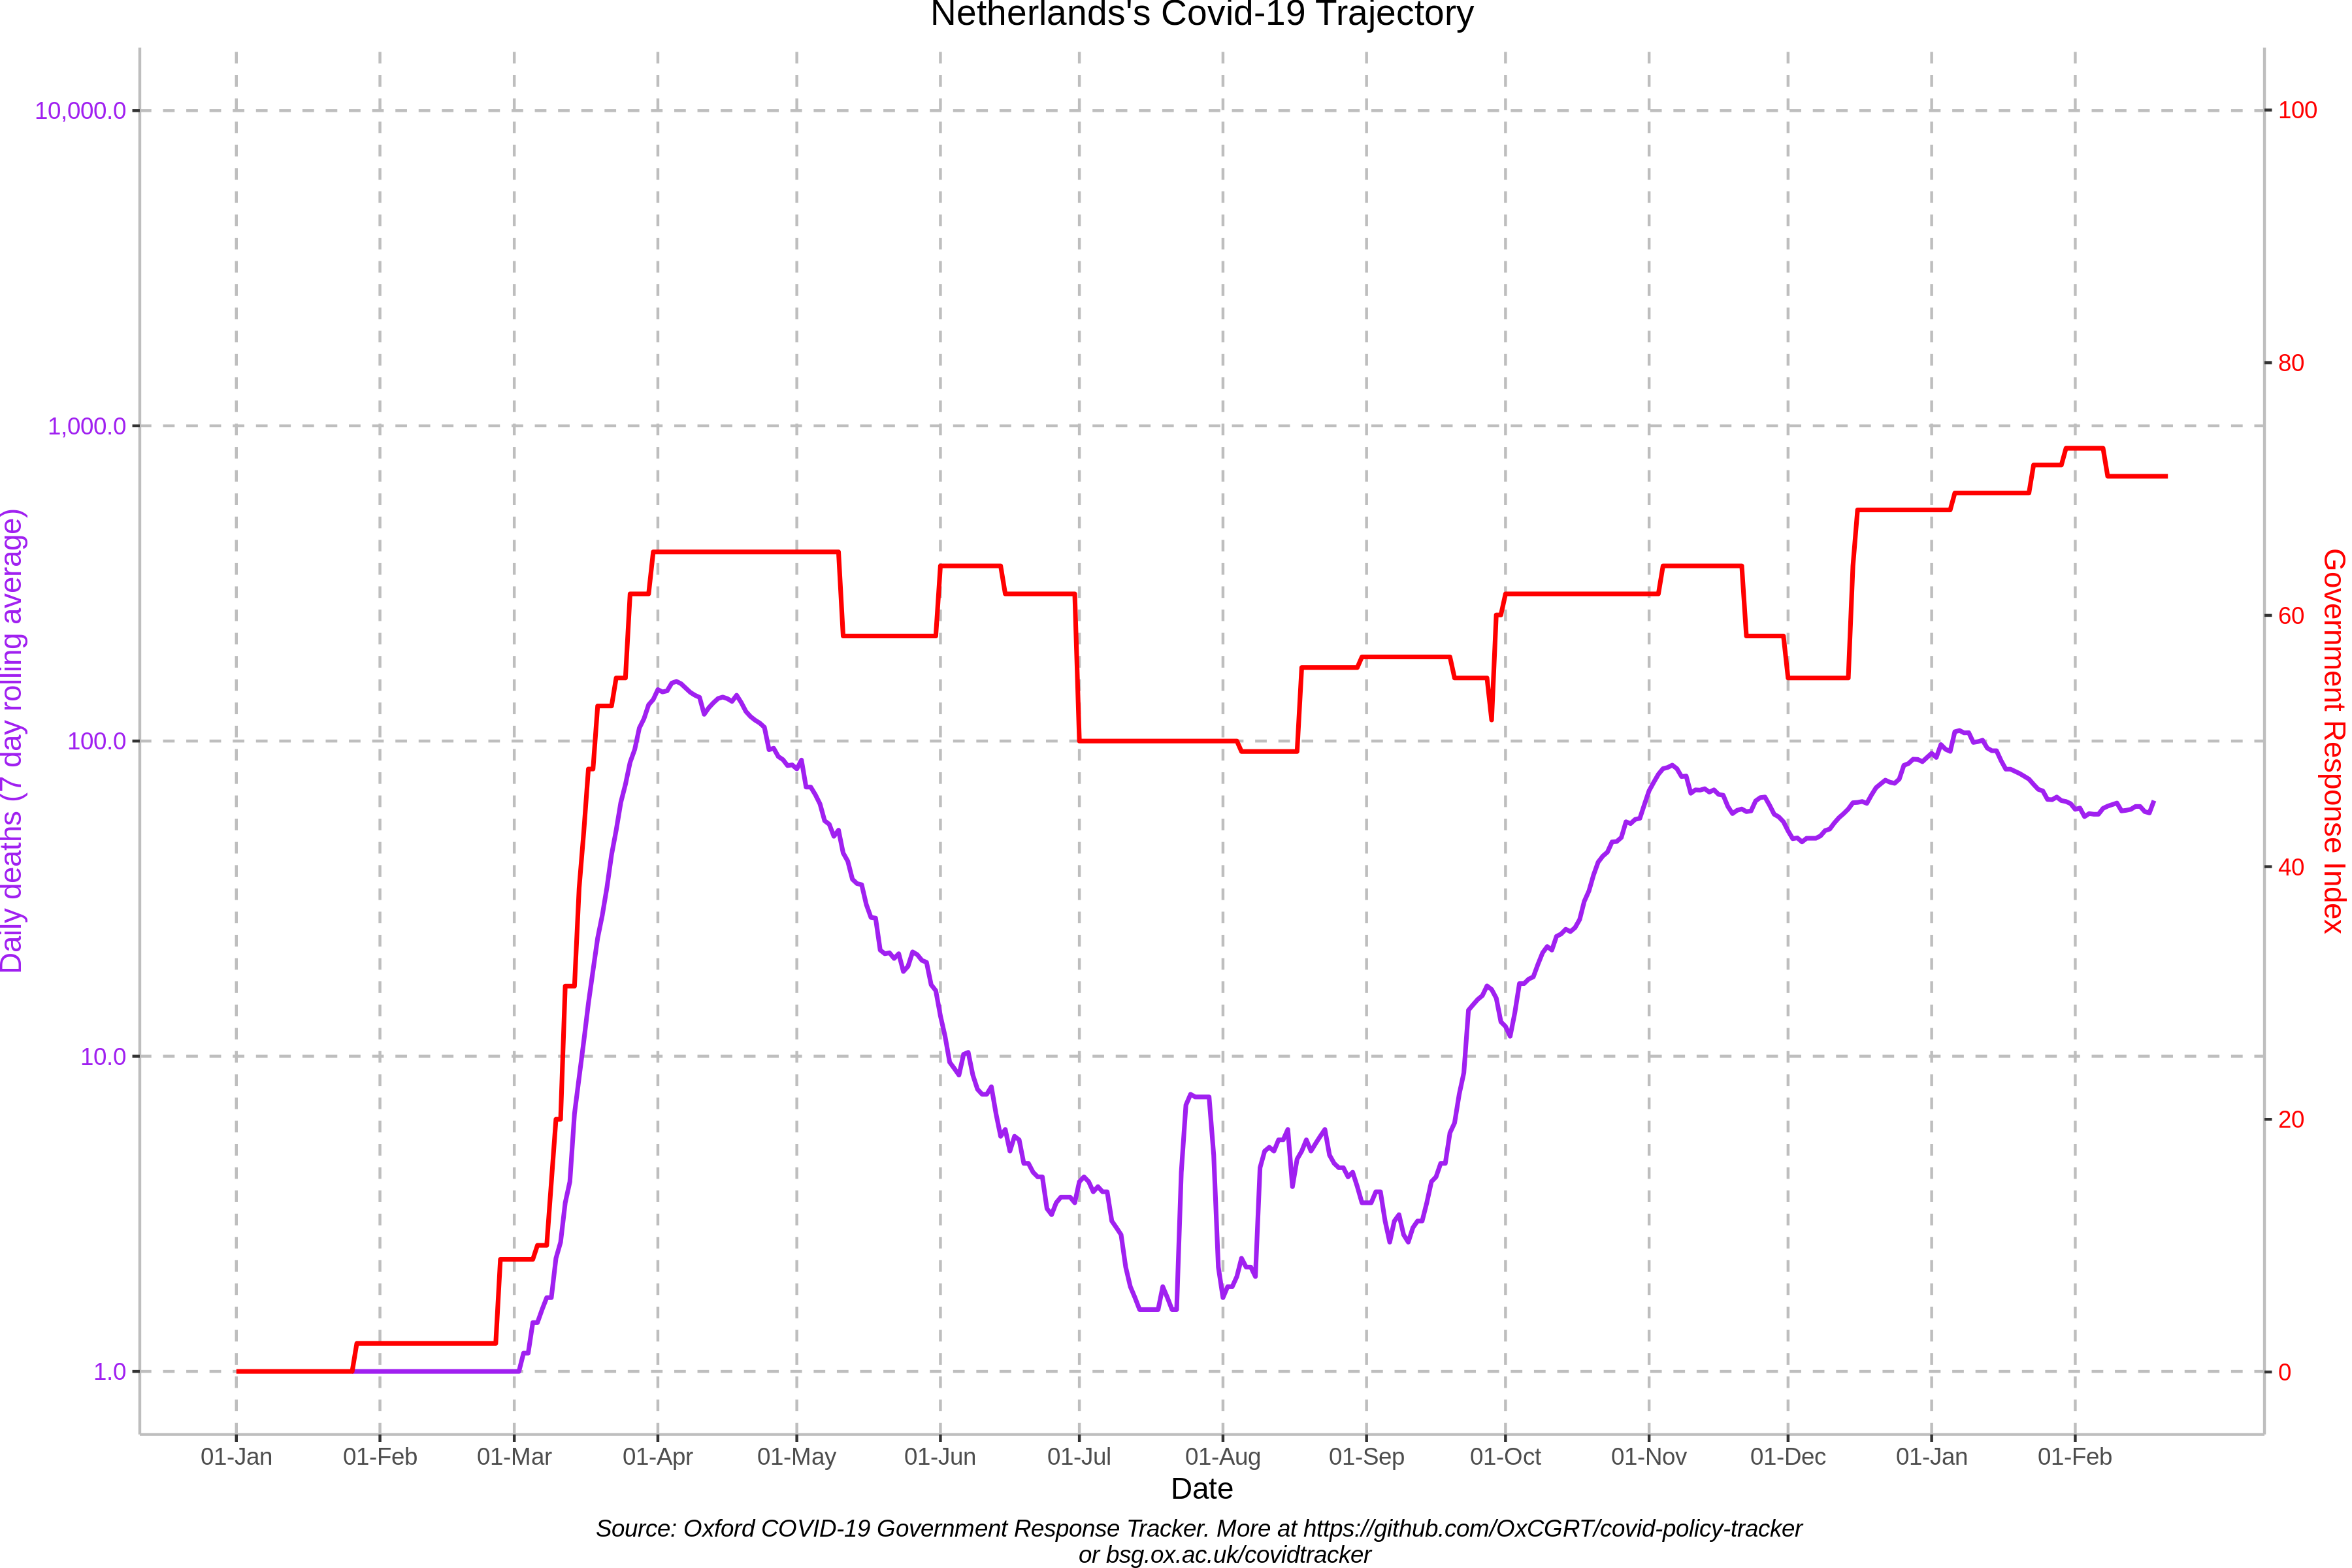 Netherlands's Covid-19 Trajectory
10,000.0
1,000.0
100.0
10.0
1.0
Daily deaths (7 day rolling average)
100
80
60
40
20
0
Government Response Index
01-Jan 01-Feb 01-Mar 01-Apr 01-May 01-Jun 01-Jul 01-Aug 01-Sep 01-Oct 01-Nov 01-Dec 01-Jan 01-Feb
Date
Source: Oxford COVID-19 Government Response Tracker. More at https://github.com/OxCGRT/covid-policy-tracker
or bsg.ox.ac.uk/covidtracker